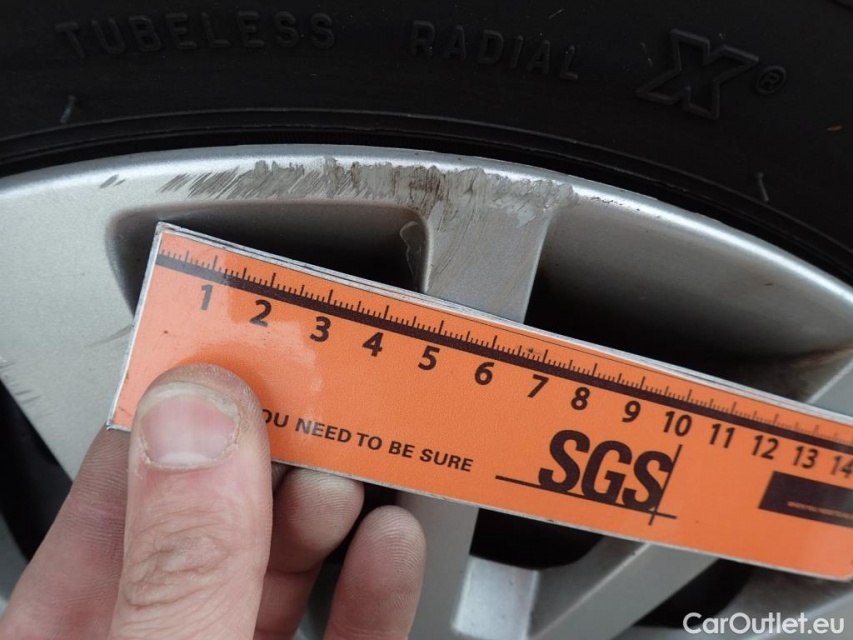 TUBELESS RADIAL X®
1 2 3 4 5 6 7 8 9 10 11 12 13 14
OU NEED TO BE SURE
SGS
CarOutlet.eu